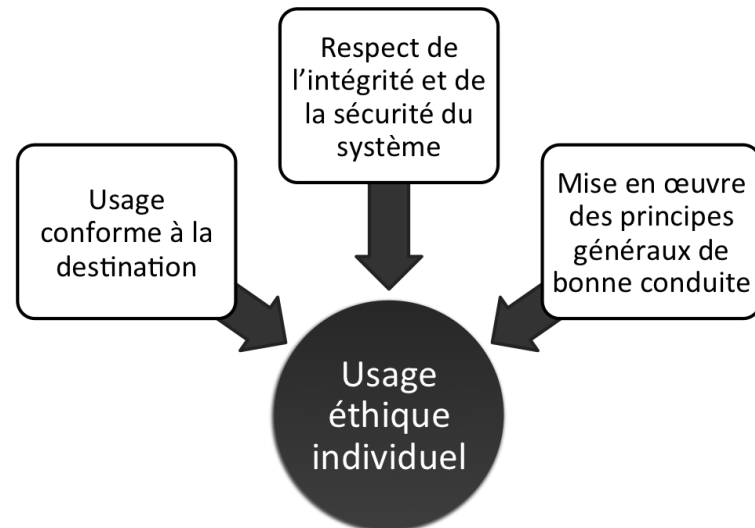 Respect de
l’intégrité et de
la sécurité du
système
Usage
conforme à la
destination
Mise en œuvre
des principes
généraux de
bonne conduite
Usage
éthique
individuel